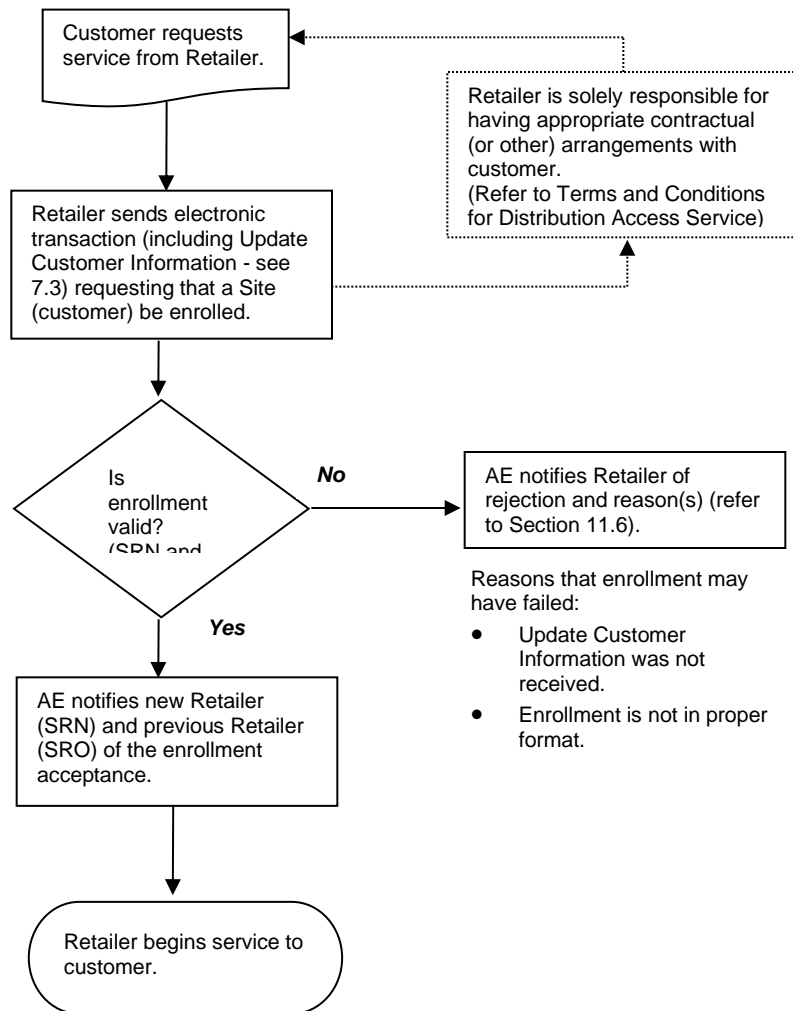 Customer requests
service from Retailer.
Retailer is solely responsible for
having appropriate contractual
(or other) arrangements with
customer.
(Refer to Terms and Conditions
for Distribution Access Service)
Retailer sends electronic
transaction (including Update
Customer Information - see
7.3) requesting that a Site
(customer) be enrolled.
Is
enrollment
valid?
(SRN and
No
AE notifies Retailer of
rejection and reason(s) (refer
to Section 11.6).
Reasons that enrollment may
have failed:
• Update Customer
Information was not
received.
• Enrollment is not in proper
format.
Yes
AE notifies new Retailer
(SRN) and previous Retailer
(SRO) of the enrollment
acceptance.
Retailer begins service to
customer.